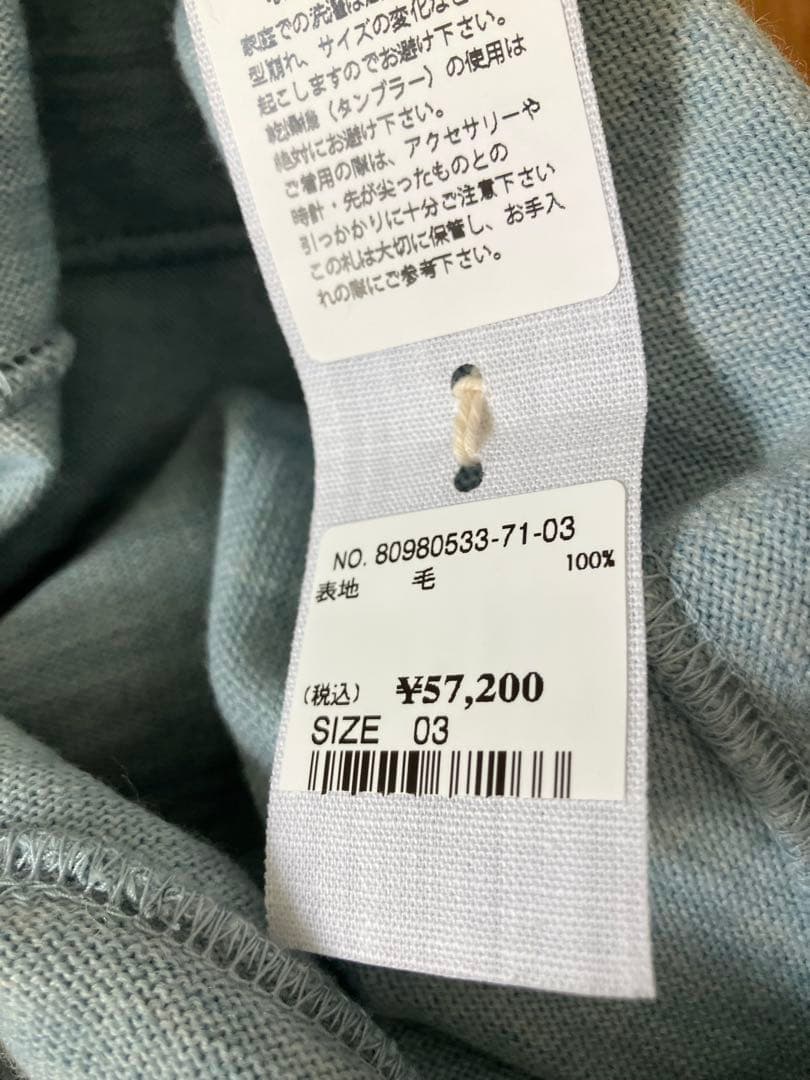 家庭での洗濯は
型崩れ、サイズの変化など
起こしますのでお避け下さい。
乾燥機（タンブラー）の使用は
絶対にお避け下さい。
ご着用の際は、アクセサリーや
時計・先が尖ったものとの
引っかかりに十分ご注意下さい
この札は大切に保管し、お手入
れの際にご参考下さい。
NO. 80980533-71-03
表地 毛 100%
(税込) ¥57,200
SIZE 03